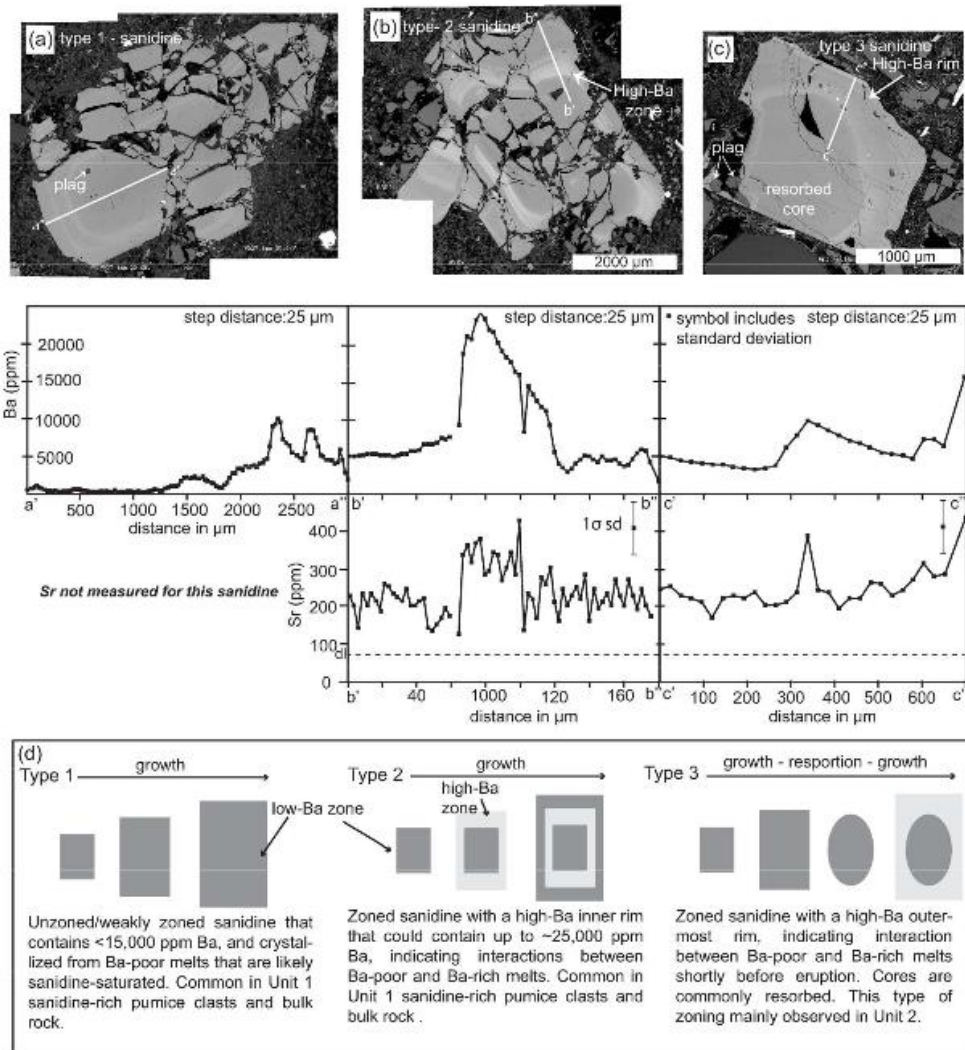 (a) type 1 - sanidine
plag
a'
(b) type- 2 sanidine
b"
High-Ba
zone
b'
2000 µm
(c)
type 3 sanidine
High-Ba rim
c"
plag
c'
resorbed
core
1000 µm
step distance:25 µm
step distance:25 µm
symbol includes step distance:25 µm
standard deviation
Ba (ppm)
20000
15000
10000
5000
a' 500 1000 1500 2000 2500 a"
distance in µm
b' b"
c' c"
1σ sd
Sr not measured for this sanidine
Sr (ppm)
400
300
200
100
dl
0
b' 40 1000 120 160 b"
distance in µm
c' 100 200 300 400 500 600 c"
distance in µm
(d)
Type 1 growth
low-Ba zone
Type 2 growth
high-Ba
zone
Type 3 growth - resportion - growth
Unzoned/weakly zoned sanidine that
contains <15,000 ppm Ba, and crystal-
lized from Ba-poor melts that are likely
sanidine-saturated. Common in Unit 1
sanidine-rich pumice clasts and bulk
rock.
Zoned sanidine with a high-Ba inner rim
that could contain up to ~25,000 ppm
Ba, indicating interactions between
Ba-poor and Ba-rich melts. Common in
Unit 1 sanidine-rich pumice clasts and
bulk rock .
Zoned sanidine with a high-Ba outer-
most rim, indicating interaction
between Ba-poor and Ba-rich melts
shortly before eruption. Cores are
commonly resorbed. This type of
zoning mainly observed in Unit 2.